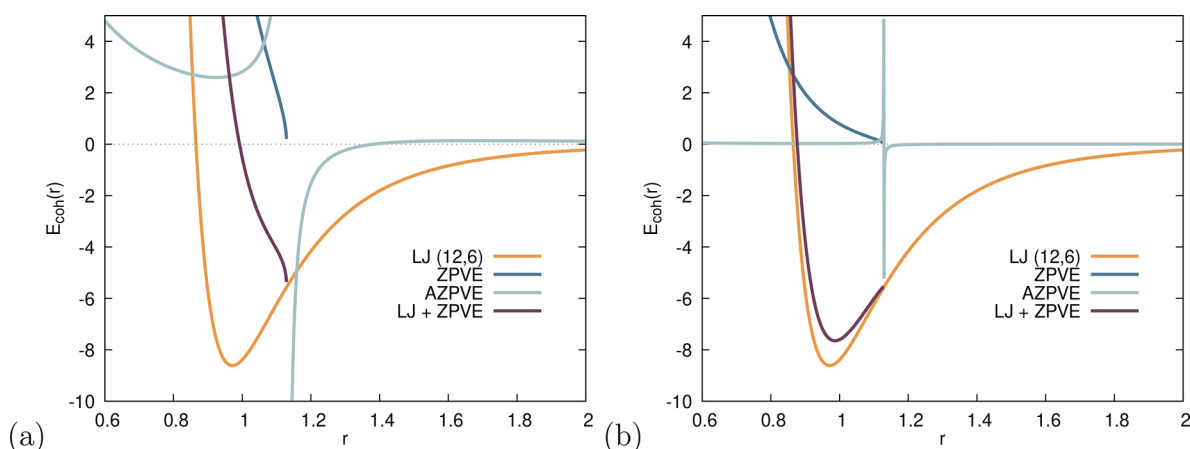 4
2
0
-2
-4
-6
-8
-10
E_coh(r)
LJ (12,6)
ZPVE
AZPVE
LJ + ZPVE
0.6 0.8 1 1.2 1.4 1.6 1.8 2
r
(a)
4
2
0
-2
-4
-6
-8
-10
E_coh(r)
LJ (12,6)
ZPVE
AZPVE
LJ + ZPVE
0.6 0.8 1 1.2 1.4 1.6 1.8 2
r
(b)